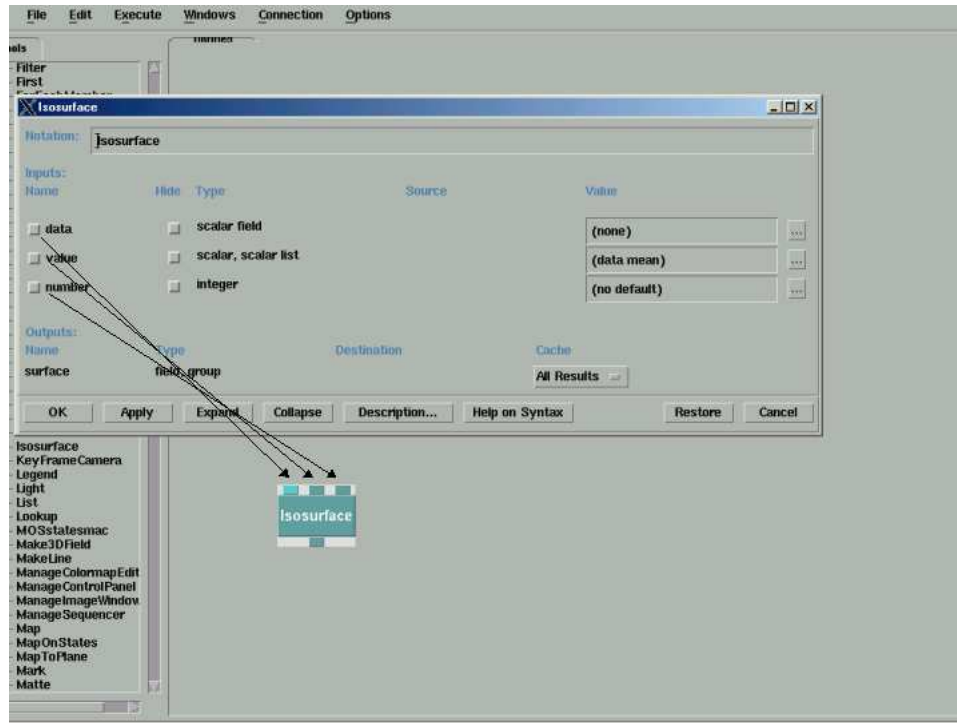 File Edit Execute Windows Connection Options
Filter
First
Isosurface
Notation: Isosurface
Inputs:
Name Hide Type Source Value
data scalar field (none) ...
value scalar, scalar list (data mean) ...
number integer (no default) ...
Outputs:
Name Type Destination Cache
surface field, group All Results
OK Apply Expand Collapse Description... Help on Syntax Restore Cancel
Isosurface
KeyFrameCamera
Legend
Light
List
Lookup
MOSstatesmac
Make3DField
MakeLine
ManageColormapEdit
ManageControlPanel
ManageImageWindow
ManageSequencer
Map
MapOnStates
MapToPlane
Mark
Matte
Isosurface